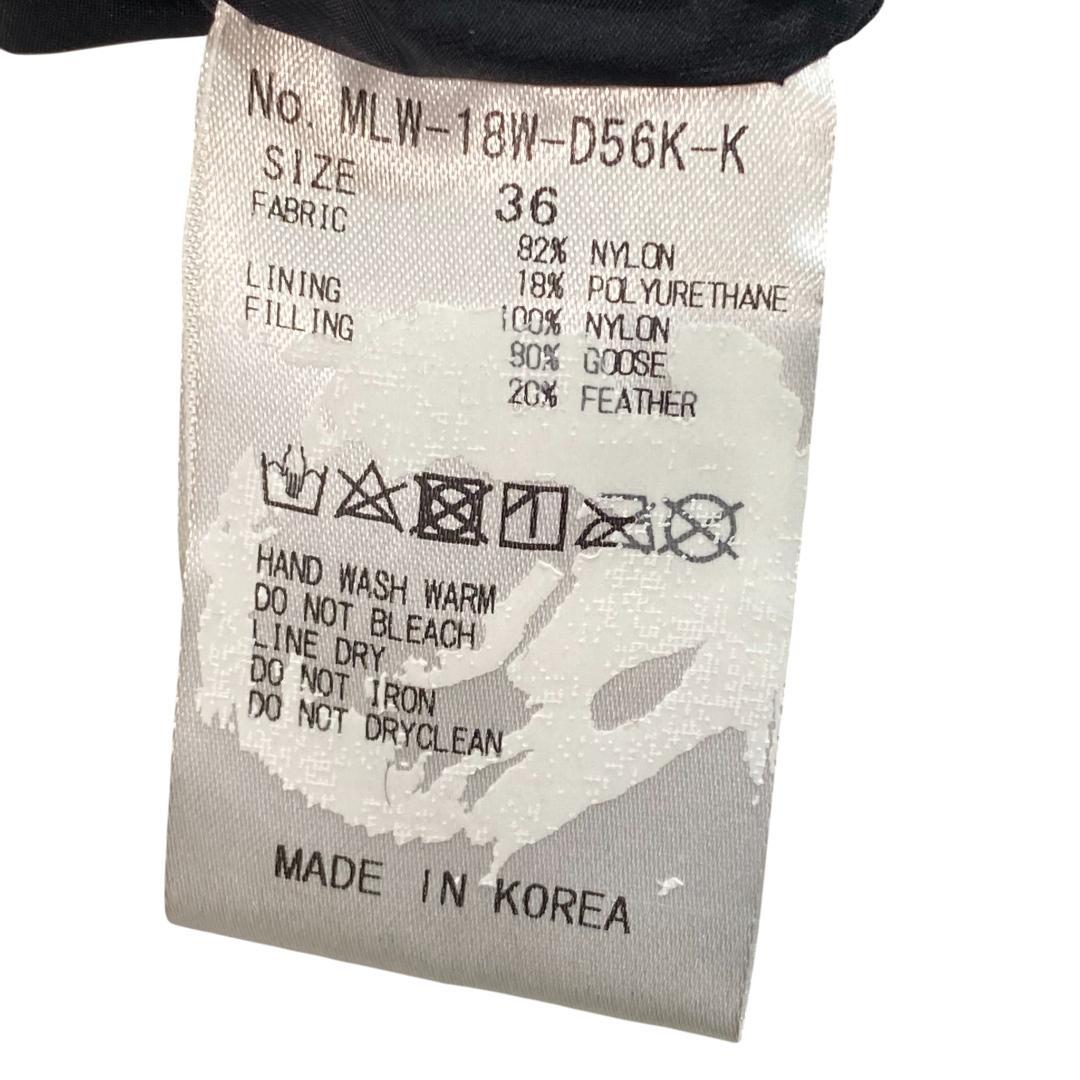 No. MLW-18W-D56K-K
SIZE 36
FABRIC 82% NYLON
18% POLYURETHANE
LINING 100% NYLON
FILLING 80% GOOSE
20% FEATHER
HAND WASH WARM
DO NOT BLEACH
LINE DRY
DO NOT IRON
DO NOT DRYCLEAN
MADE IN KOREA